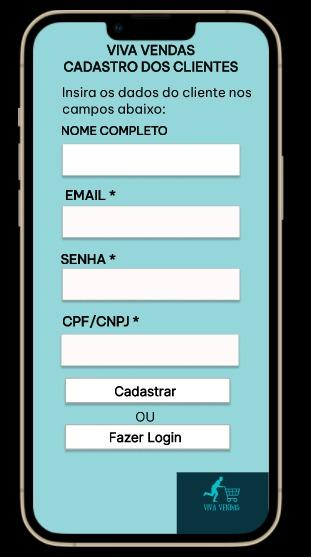 VIVA VENDAS
CADASTRO DOS CLIENTES
Insira os dados do cliente nos
campos abaixo:
NOME COMPLETO
EMAIL *
SENHA *
CPF/CNPJ *
Cadastrar
OU
Fazer Login
VIVA VENDAS